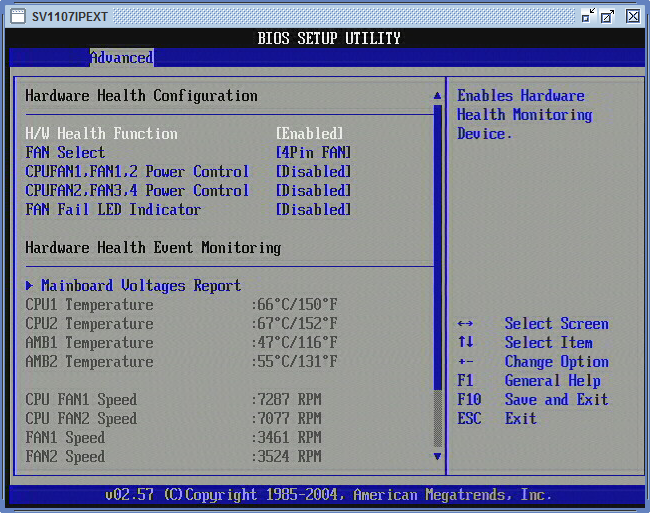 SV1107IPEXT
BIOS SETUP UTILITY
Advanced
Hardware Health Configuration
H/W Health Function [Enabled]
FAN Select [4Pin FAN]
CPUFAN1,FAN1,2 Power Control [Disabled]
CPUFAN2,FAN3,4 Power Control [Disabled]
FAN Fail LED Indicator [Disabled]
Hardware Health Event Monitoring
Mainboard Voltages Report
CPU1 Temperature :66°C/150°F
CPU2 Temperature :67°C/152°F
AMB1 Temperature :47°C/116°F
AMB2 Temperature :55°C/131°F
CPU FAN1 Speed :7287 RPM
CPU FAN2 Speed :7077 RPM
FAN1 Speed :3461 RPM
FAN2 Speed :3524 RPM
Enables Hardware
Health Monitoring
Device.
↔ Select Screen
↑↓ Select Item
+- Change Option
F1 General Help
F10 Save and Exit
ESC Exit
v02.57 (C)Copyright 1985-2004, American Megatrends, Inc.